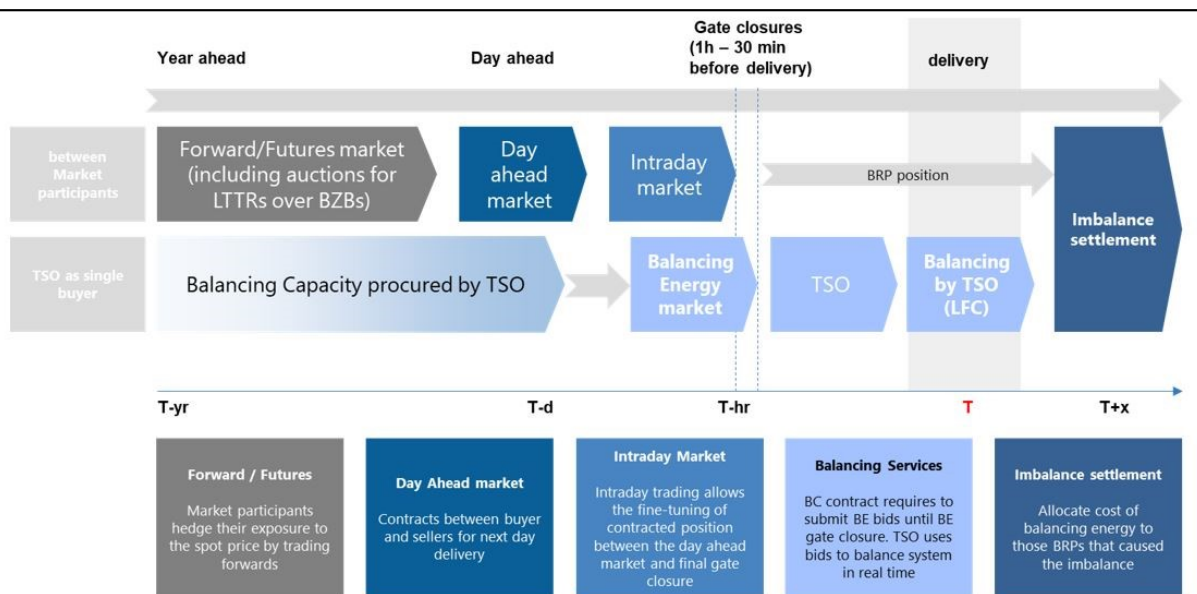 Gate closures
(1h – 30 min
before delivery)
Year ahead
Day ahead
delivery
between
Market
participants
Forward/Futures market
(including auctions for
LTTRs over BZBs)
Day
ahead
market
Intraday
market
BRP position
Imbalance
settlement
TSO as single
buyer
Balancing Capacity procured by TSO
Balancing
Energy
market
TSO
Balancing
by TSO
(LFC)
T-yr
T-d
T-hr
T
T+x
Forward / Futures
Market participants
hedge their exposure to
the spot price by trading
forwards
Day Ahead market
Contracts between buyer
and sellers for next day
delivery
Intraday Market
Intraday trading allows
the fine-tuning of
contracted position
between the day ahead
market and final gate
closure
Balancing Services
BC contract requires to
submit BE bids until BE
gate closure. TSO uses
bids to balance system
in real time
Imbalance settlement
Allocate cost of
balancing energy to
those BRPs that caused
the imbalance